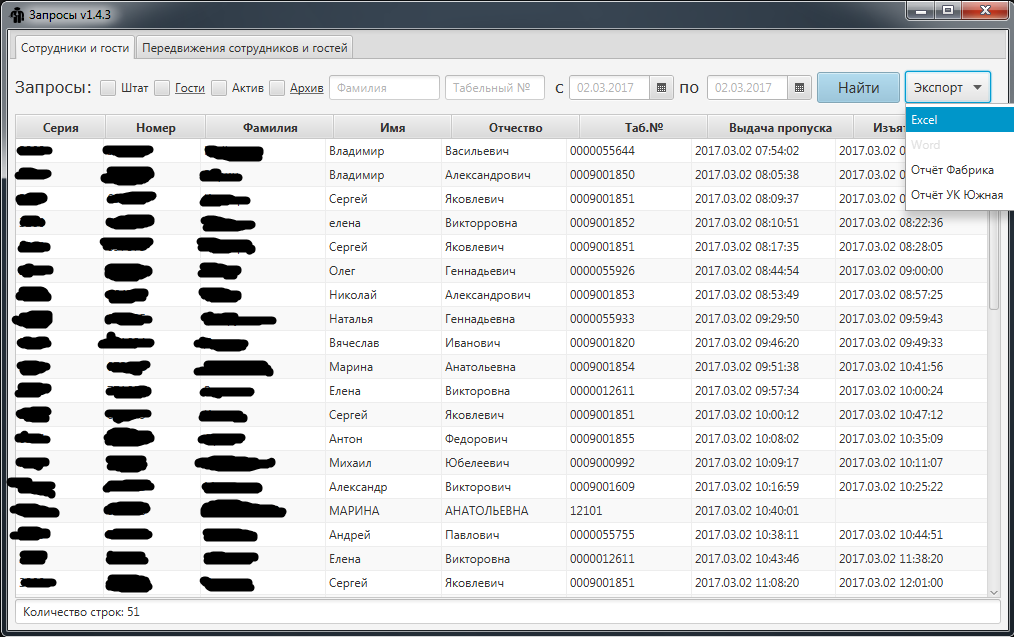 Запросы v1.4.3
Сотрудники и гости Передвижения сотрудников и гостей
Запросы: Штат Гости Актив Архив Фамилия Табельный № с 02.03.2017 по 02.03.2017 Найти Экспорт
Excel
Word
Отчёт Фабрика
Отчёт УК Южная
Серия Номер Фамилия Имя Отчество Таб.№ Выдача пропуска
Владимир Васильевич 0000055644 2017.03.02 07:54:02 2017.03.02
Владимир Александрович 0009001850 2017.03.02 08:05:38 2017.03.02
Сергей Яковлевич 0009001851 2017.03.02 08:09:37 2017.03.02
елена Викторровна 0009001852 2017.03.02 08:10:51 2017.03.02 08:22:36
Сергей Яковлевич 0009001851 2017.03.02 08:17:35 2017.03.02 08:28:05
Олег Геннадьевич 0000055926 2017.03.02 08:44:54 2017.03.02 09:00:00
Николай Александрович 0009001853 2017.03.02 08:53:49 2017.03.02 08:57:25
Наталья Геннадьевна 0000055933 2017.03.02 09:29:50 2017.03.02 09:59:43
Вячеслав Иванович 0009001820 2017.03.02 09:46:20 2017.03.02 09:49:33
Марина Анатольевна 0009001854 2017.03.02 09:51:38 2017.03.02 10:41:56
Елена Викторовна 0000012611 2017.03.02 09:57:34 2017.03.02 10:00:24
Сергей Яковлевич 0009001851 2017.03.02 10:00:12 2017.03.02 10:47:12
Антон Федорович 0009001855 2017.03.02 10:08:02 2017.03.02 10:35:09
Михаил Юбелеевич 0009000992 2017.03.02 10:09:17 2017.03.02 10:11:07
Александр Викторович 0009001609 2017.03.02 10:16:59 2017.03.02 10:25:22
МАРИНА АНАТОЛЬЕВНА 12101 2017.03.02 10:40:01
Андрей Павлович 0000055755 2017.03.02 10:38:11 2017.03.02 10:44:51
Елена Викторовна 0000012611 2017.03.02 10:43:46 2017.03.02 11:38:20
Сергей Яковлевич 0009001851 2017.03.02 11:08:20 2017.03.02 12:01:00
Количество строк: 51